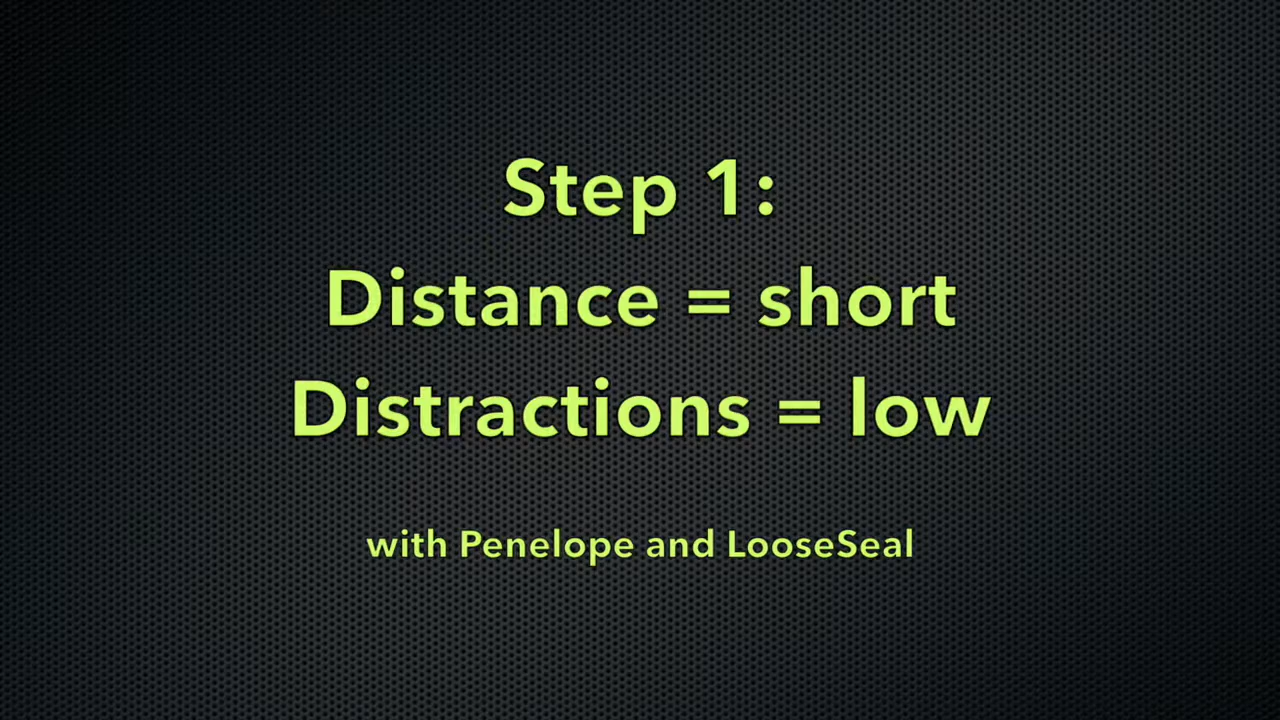 Step 1:
Distance = short
Distractions = low
with Penelope and LooseSeal